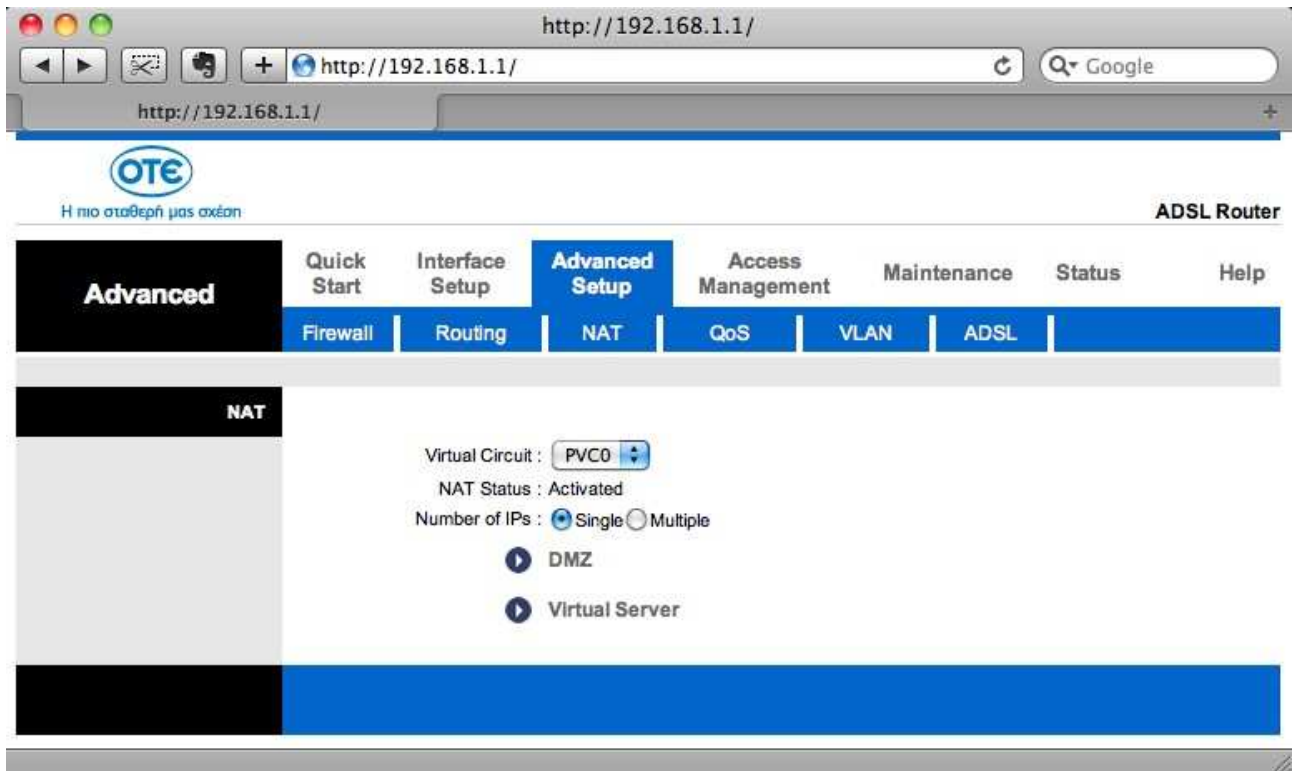 http://192.168.1.1/
http://192.168.1.1/
Google
http://192.168.1.1/
OTE
Η πιο σταθερή μας σχέση
ADSL Router
Advanced
Quick Start
Interface Setup
Advanced Setup
Access Management
Maintenance
Status
Help
Firewall
Routing
NAT
QoS
VLAN
ADSL
NAT
Virtual Circuit : PVC0
NAT Status : Activated
Number of IPs : Single Multiple
DMZ
Virtual Server